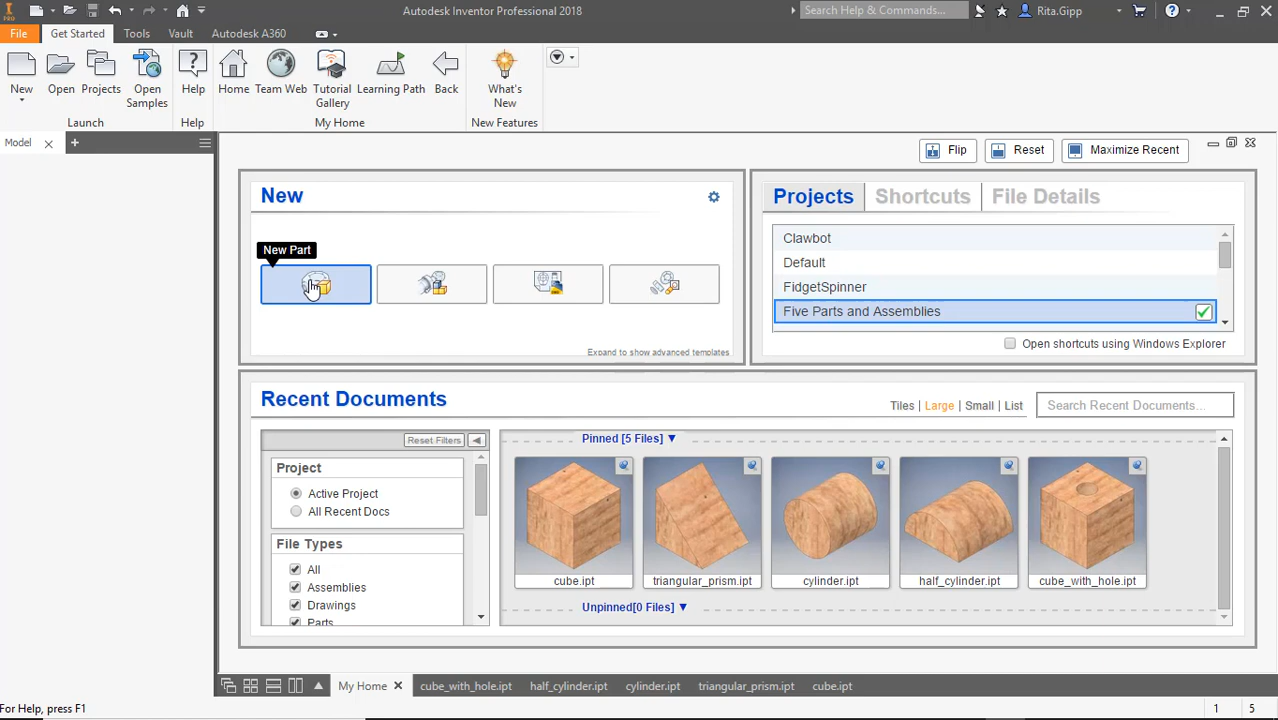 PRO
Autodesk Inventor Professional 2018
Search Help & Commands...
Rita.Gipp
File
Get Started
Tools
Vault
Autodesk A360
New
Open
Projects
Open Samples
Help
Home
Team Web
Tutorial Gallery
Learning Path
Back
What's New
Launch
Help
My Home
New Features
Model
Flip
Reset
Maximize Recent
New
New Part
Expand to show advanced templates
Projects
Shortcuts
File Details
Clawbot
Default
FidgetSpinner
Five Parts and Assemblies
Open shortcuts using Windows Explorer
Recent Documents
Tiles | Large | Small | List
Search Recent Documents...
Reset Filters
Project
Active Project
All Recent Docs
File Types
All
Assemblies
Drawings
Parts
Pinned [5 Files]
cube.ipt
triangular_prism.ipt
cylinder.ipt
half_cylinder.ipt
cube_with_hole.ipt
Unpinned[0 Files]
My Home
cube_with_hole.ipt
half_cylinder.ipt
cylinder.ipt
triangular_prism.ipt
cube.ipt
For Help, press F1
1
5